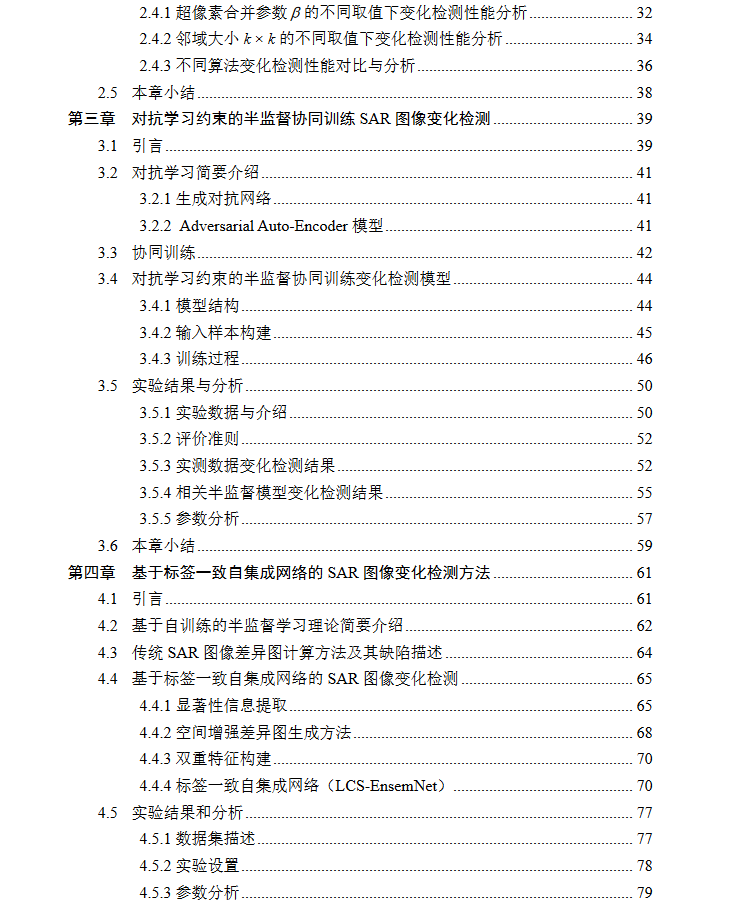 2.4.1 超像素合并参数 β 的不同取值下变化检测性能分析 32
2.4.2 邻域大小 k × k 的不同取值下变化检测性能分析 34
2.4.3 不同算法变化检测性能对比与分析 36
2.5 本章小结 38
第三章 对抗学习约束的半监督协同训练 SAR 图像变化检测 39
3.1 引言 39
3.2 对抗学习简要介绍 41
3.2.1 生成对抗网络 41
3.2.2 Adversarial Auto-Encoder 模型 41
3.3 协同训练 42
3.4 对抗学习约束的半监督协同训练变化检测模型 44
3.4.1 模型结构 44
3.4.2 输入样本构建 45
3.4.3 训练过程 46
3.5 实验结果与分析 50
3.5.1 实验数据与介绍 50
3.5.2 评价准则 52
3.5.3 实测数据变化检测结果 52
3.5.4 相关半监督模型变化检测结果 55
3.5.5 参数分析 57
3.6 本章小结 59
第四章 基于标签一致自集成网络的 SAR 图像变化检测方法 61
4.1 引言 61
4.2 基于自训练的半监督学习理论简要介绍 62
4.3 传统 SAR 图像差异图计算方法及其缺陷描述 64
4.4 基于标签一致自集成网络的 SAR 图像变化检测 65
4.4.1 显著性信息提取 65
4.4.2 空间增强差异图生成方法 68
4.4.3 双重特征构建 70
4.4.4 标签一致自集成网络（LCS-EnsemNet） 70
4.5 实验结果和分析 77
4.5.1 数据集描述 77
4.5.2 实验设置 78
4.5.3 参数分析 79